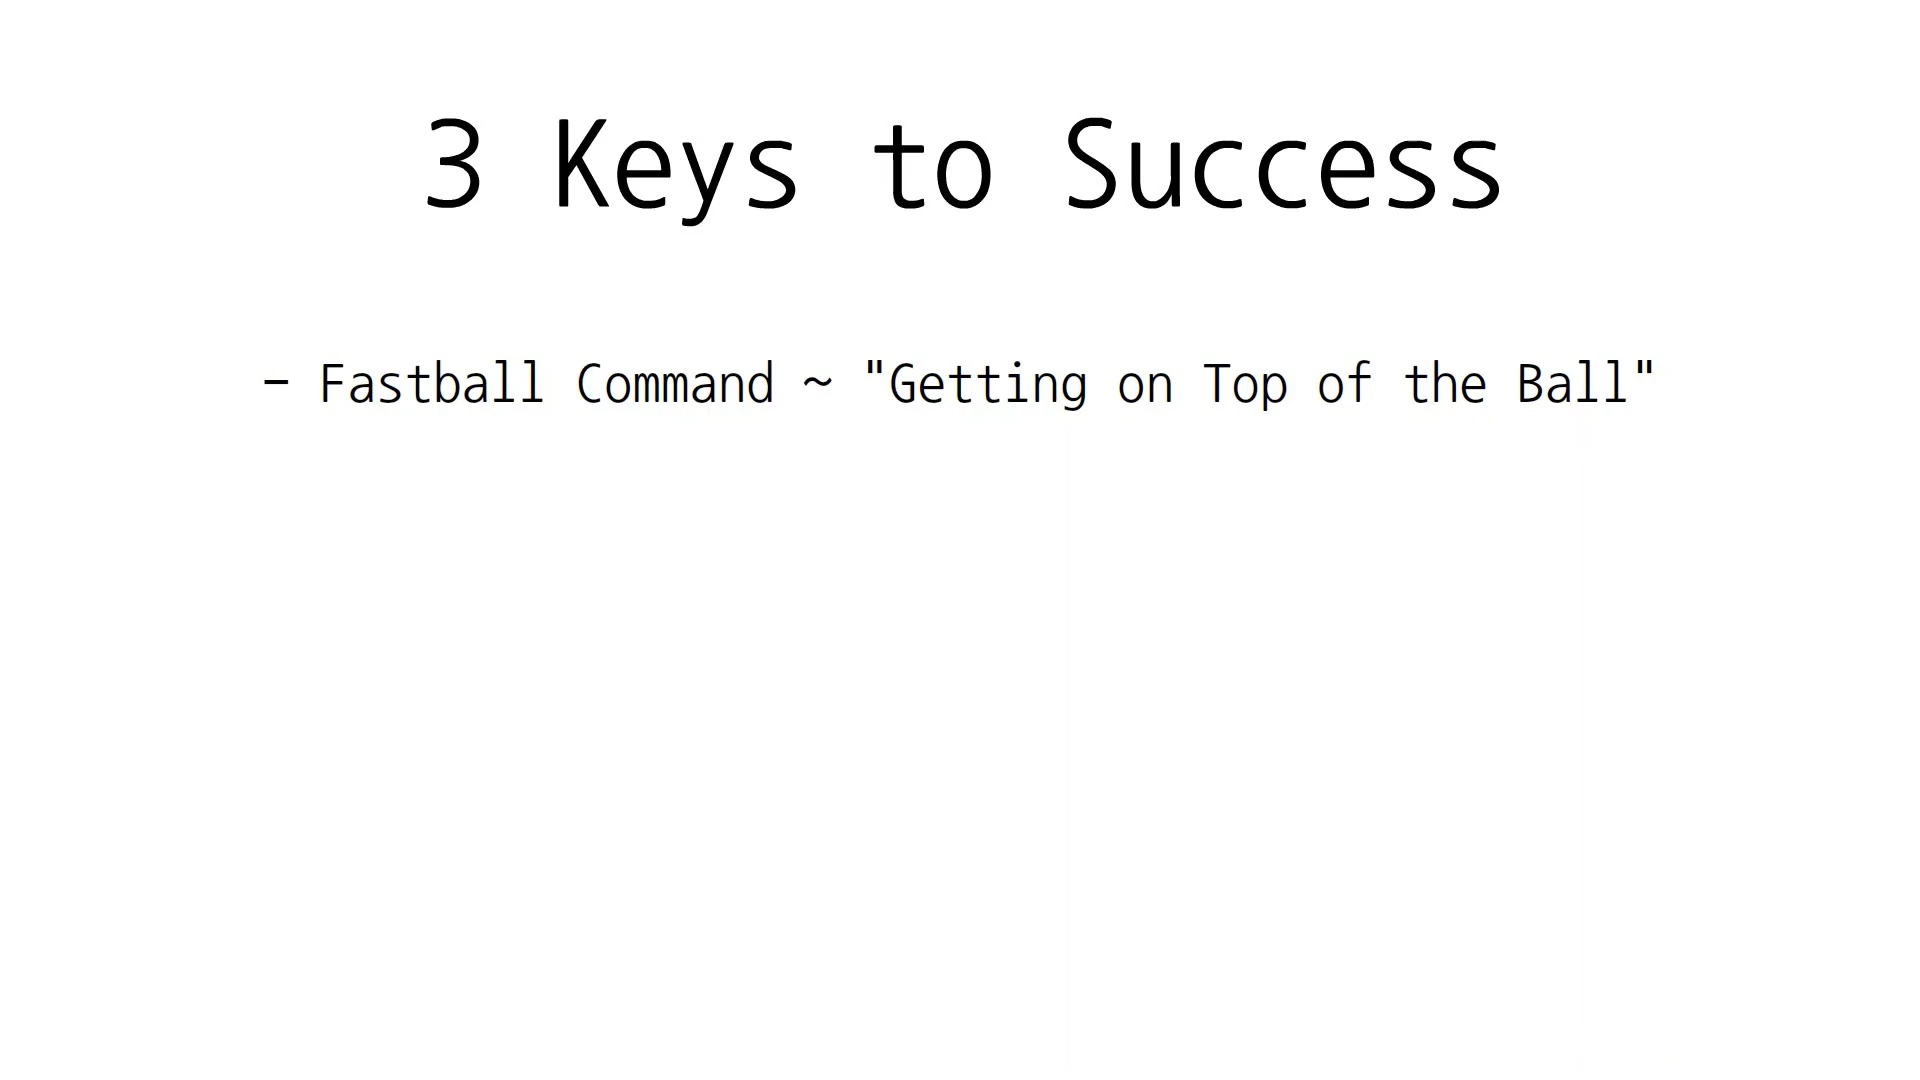 3 Keys to Success
- Fastball Command ~ "Getting on Top of the Ball"